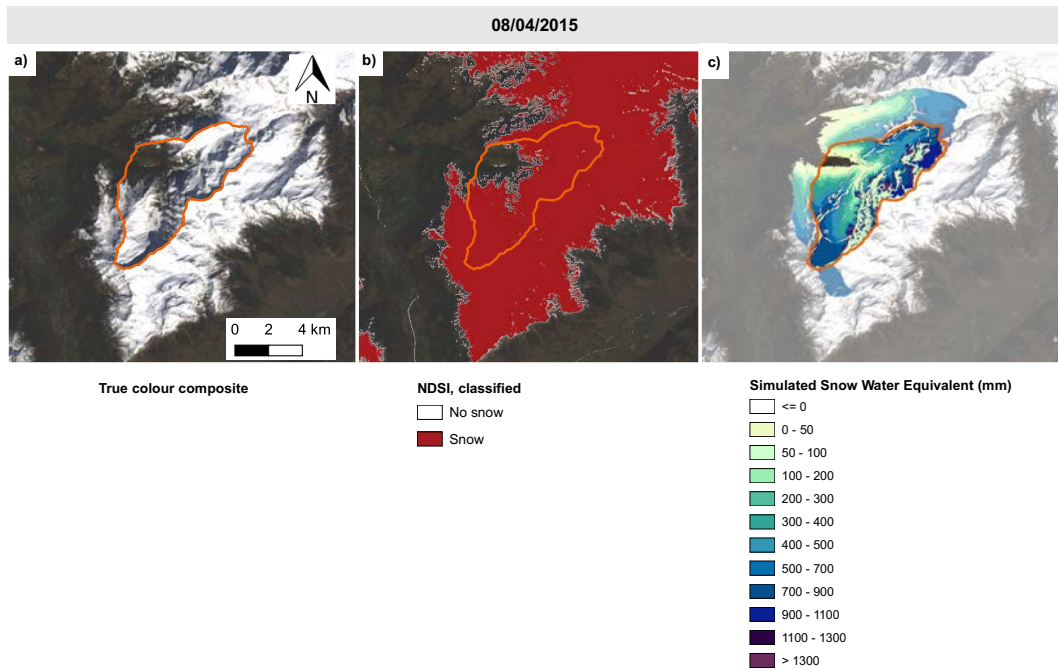 08/04/2015
a)
b)
c)
N
0 2 4 km
True colour composite
NDSI, classified
No snow
Snow
Simulated Snow Water Equivalent (mm)
<= 0
0 - 50
50 - 100
100 - 200
200 - 300
300 - 400
400 - 500
500 - 700
700 - 900
900 - 1100
1100 - 1300
> 1300